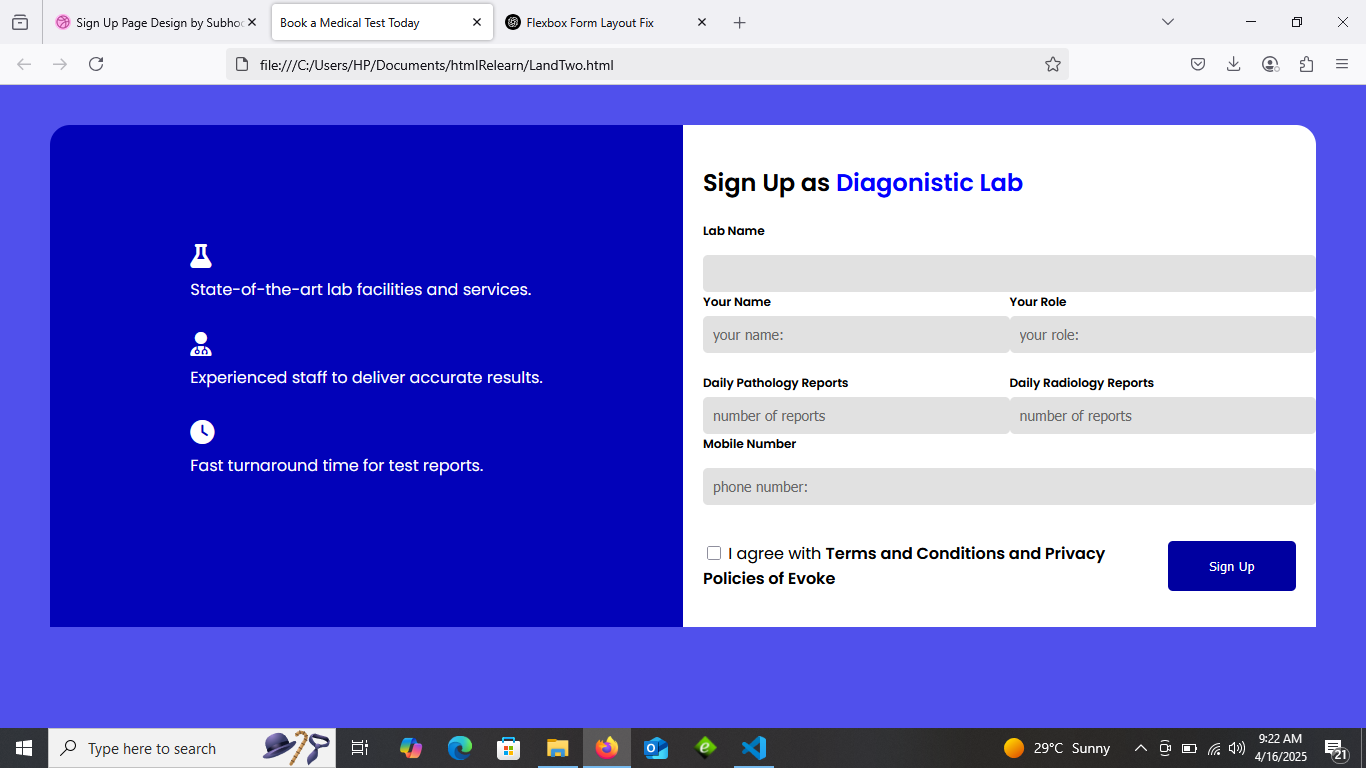 Sign Up Page Design by Subho
Book a Medical Test Today
Flexbox Form Layout Fix
file:///C:/Users/HP/Documents/htmlRelearn/LandTwo.html
State-of-the-art lab facilities and services.
Experienced staff to deliver accurate results.
Fast turnaround time for test reports.
Sign Up as Diagonistic Lab
Lab Name
Your Name Your Role
your name: your role:
Daily Pathology Reports Daily Radiology Reports
number of reports number of reports
Mobile Number
phone number:
I agree with Terms and Conditions and Privacy
Policies of Evoke
Sign Up
Type here to search
29°C Sunny
9:22 AM
4/16/2025
21